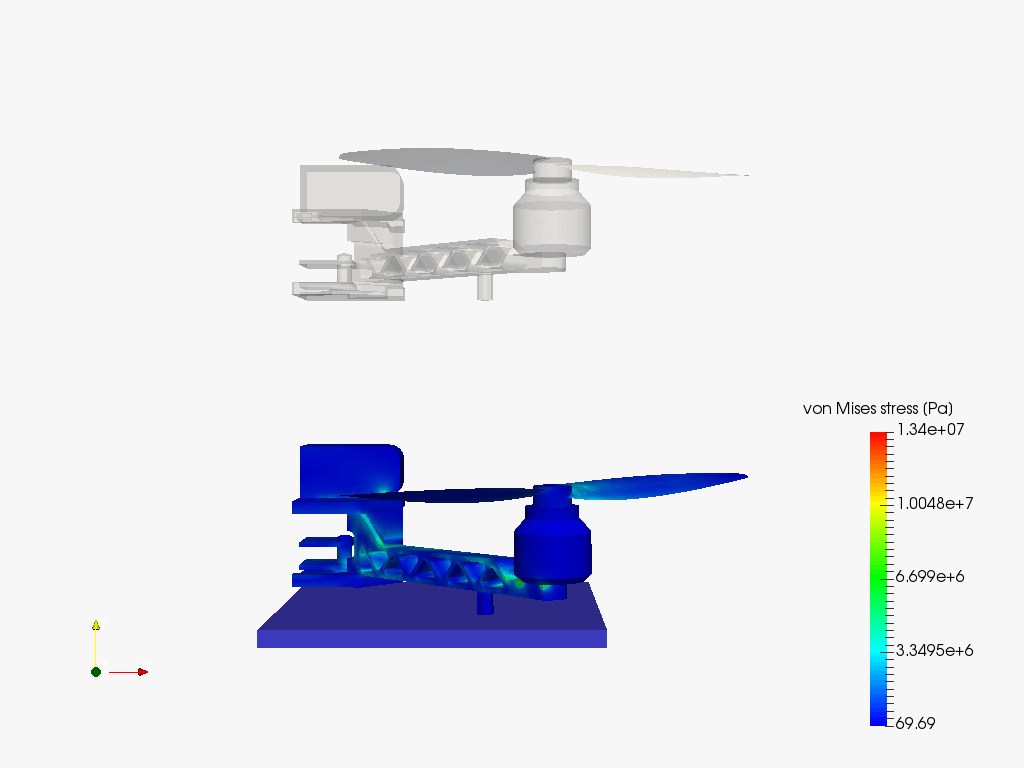 von Mises stress (Pa)
1.34e+07
1.0048e+7
6.699e+6
3.3495e+6
69.69